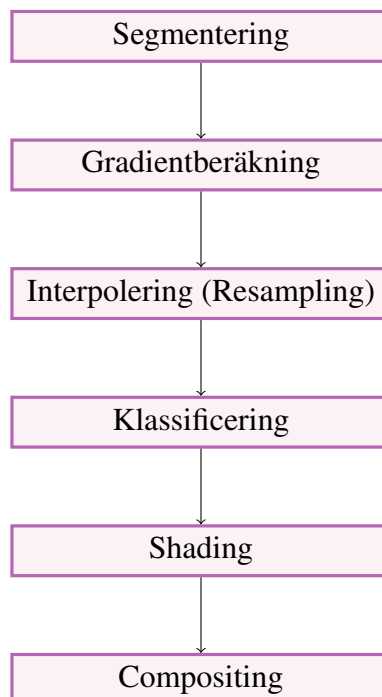 Segmentering
Gradientberäkning
Interpolering (Resampling)
Klassificering
Shading
Compositing